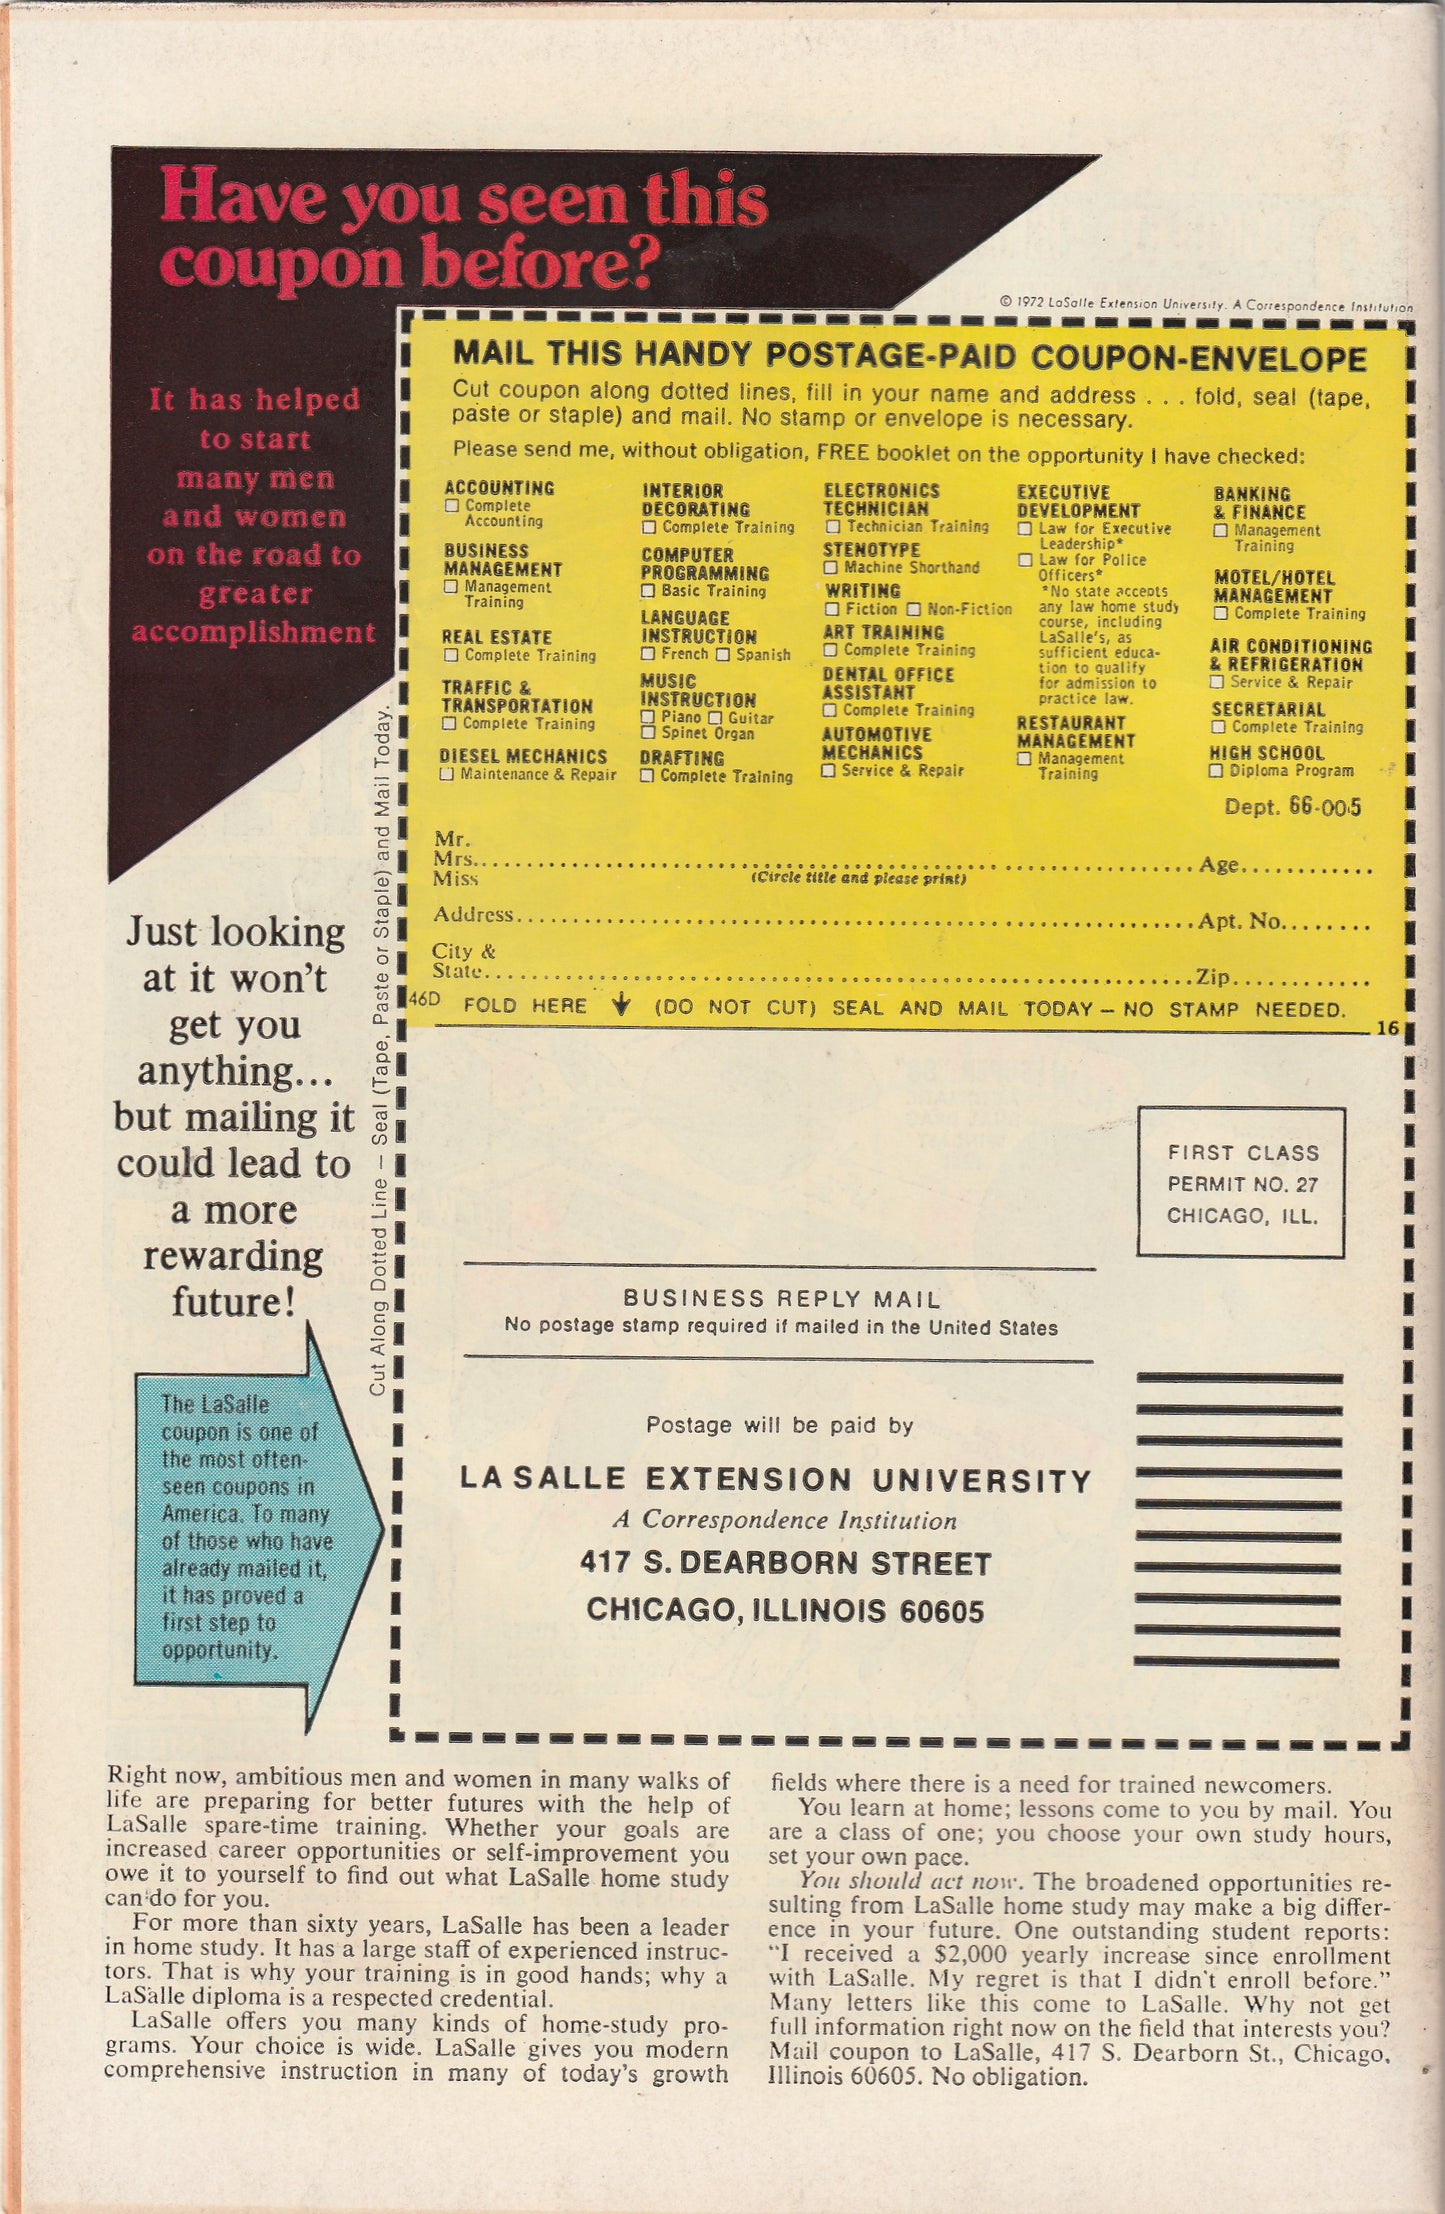 Have you seen this
coupon before?
© 1972 LaSalle Extension University. A Correspondence Institution
It has helped
to start
many men
and women
on the road to
greater
accomplishment
Just looking
at it won't
get you
anything...
but mailing it
could lead to
a more
rewarding
future!
The LaSalle
coupon is one of
the most often-
seen coupons in
America. To many
of those who have
already mailed it,
it has proved a
first step to
opportunity.
Cut Along Dotted Line — Seal (Tape, Paste or Staple) and Mail Today.
MAIL THIS HANDY POSTAGE-PAID COUPON-ENVELOPE
Cut coupon along dotted lines, fill in your name and address . . . fold, seal (tape,
paste or staple) and mail. No stamp or envelope is necessary.
Please send me, without obligation, FREE booklet on the opportunity I have checked:
ACCOUNTING
☐ Complete
Accounting
BUSINESS
MANAGEMENT
☐ Management
Training
REAL ESTATE
☐ Complete Training
TRAFFIC &
TRANSPORTATION
☐ Complete Training
DIESEL MECHANICS
☐ Maintenance & Repair
INTERIOR
DECORATING
☐ Complete Training
COMPUTER
PROGRAMMING
☐ Basic Training
LANGUAGE
INSTRUCTION
☐ French ☐ Spanish
MUSIC
INSTRUCTION
☐ Piano ☐ Guitar
☐ Spinet Organ
DRAFTING
☐ Complete Training
ELECTRONICS
TECHNICIAN
☐ Technician Training
STENOTYPE
☐ Machine Shorthand
WRITING
☐ Fiction ☐ Non-Fiction
ART TRAINING
☐ Complete Training
DENTAL OFFICE
ASSISTANT
☐ Complete Training
AUTOMOTIVE
MECHANICS
☐ Service & Repair
EXECUTIVE
DEVELOPMENT
☐ Law for Executive
Leadership*
☐ Law for Police
Officers*
*No state accepts
any law home study
course, including
LaSalle's, as
sufficient educa-
tion to qualify
for admission to
practice law.
RESTAURANT
MANAGEMENT
☐ Management
Training
BANKING
& FINANCE
☐ Management
Training
MOTEL/HOTEL
MANAGEMENT
☐ Complete Training
AIR CONDITIONING
& REFRIGERATION
☐ Service & Repair
SECRETARIAL
☐ Complete Training
HIGH SCHOOL
☐ Diploma Program
Dept. 66-005
Mr.
Mrs. Age
Miss (Circle title and please print)
Address Apt. No.
City &
State Zip
46D FOLD HERE ↓ (DO NOT CUT) SEAL AND MAIL TODAY – NO STAMP NEEDED.
16
FIRST CLASS
PERMIT NO. 27
CHICAGO, ILL.
BUSINESS REPLY MAIL
No postage stamp required if mailed in the United States
Postage will be paid by
LA SALLE EXTENSION UNIVERSITY
A Correspondence Institution
417 S. DEARBORN STREET
CHICAGO, ILLINOIS 60605
Right now, ambitious men and women in many walks of
life are preparing for better futures with the help of
LaSalle spare-time training. Whether your goals are
increased career opportunities or self-improvement you
owe it to yourself to find out what LaSalle home study
can do for you.
For more than sixty years, LaSalle has been a leader
in home study. It has a large staff of experienced instruc-
tors. That is why your training is in good hands; why a
LaSalle diploma is a respected credential.
LaSalle offers you many kinds of home-study pro-
grams. Your choice is wide. LaSalle gives you modern
comprehensive instruction in many of today's growth
fields where there is a need for trained newcomers.
You learn at home; lessons come to you by mail. You
are a class of one; you choose your own study hours,
set your own pace.
You should act now. The broadened opportunities re-
sulting from LaSalle home study may make a big differ-
ence in your future. One outstanding student reports:
"I received a $2,000 yearly increase since enrollment
with LaSalle. My regret is that I didn't enroll before."
Many letters like this come to LaSalle. Why not get
full information right now on the field that interests you?
Mail coupon to LaSalle, 417 S. Dearborn St., Chicago,
Illinois 60605. No obligation.